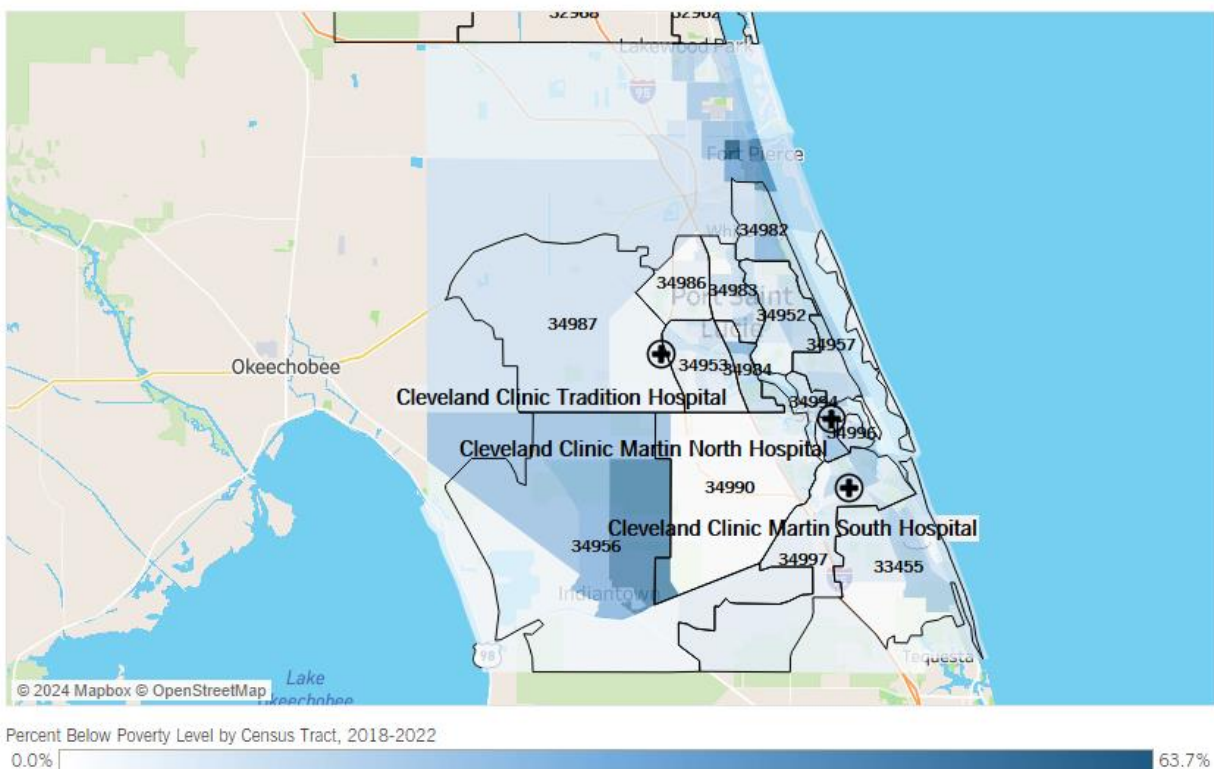 32968
32962
Lakewood Park
95
Fort Pierce
34982
34986
34983
Port Saint
Lucie
34952
34987
34957
Okeechobee
34953
34984
Cleveland Clinic Tradition Hospital
34994
34996
Cleveland Clinic Martin North Hospital
34990
Cleveland Clinic Martin South Hospital
34956
34997
33455
Indiantown
98
Tequesta
Lake
Okeechobee
© 2024 Mapbox © OpenStreetMap
Percent Below Poverty Level by Census Tract, 2018-2022
0.0%
63.7%